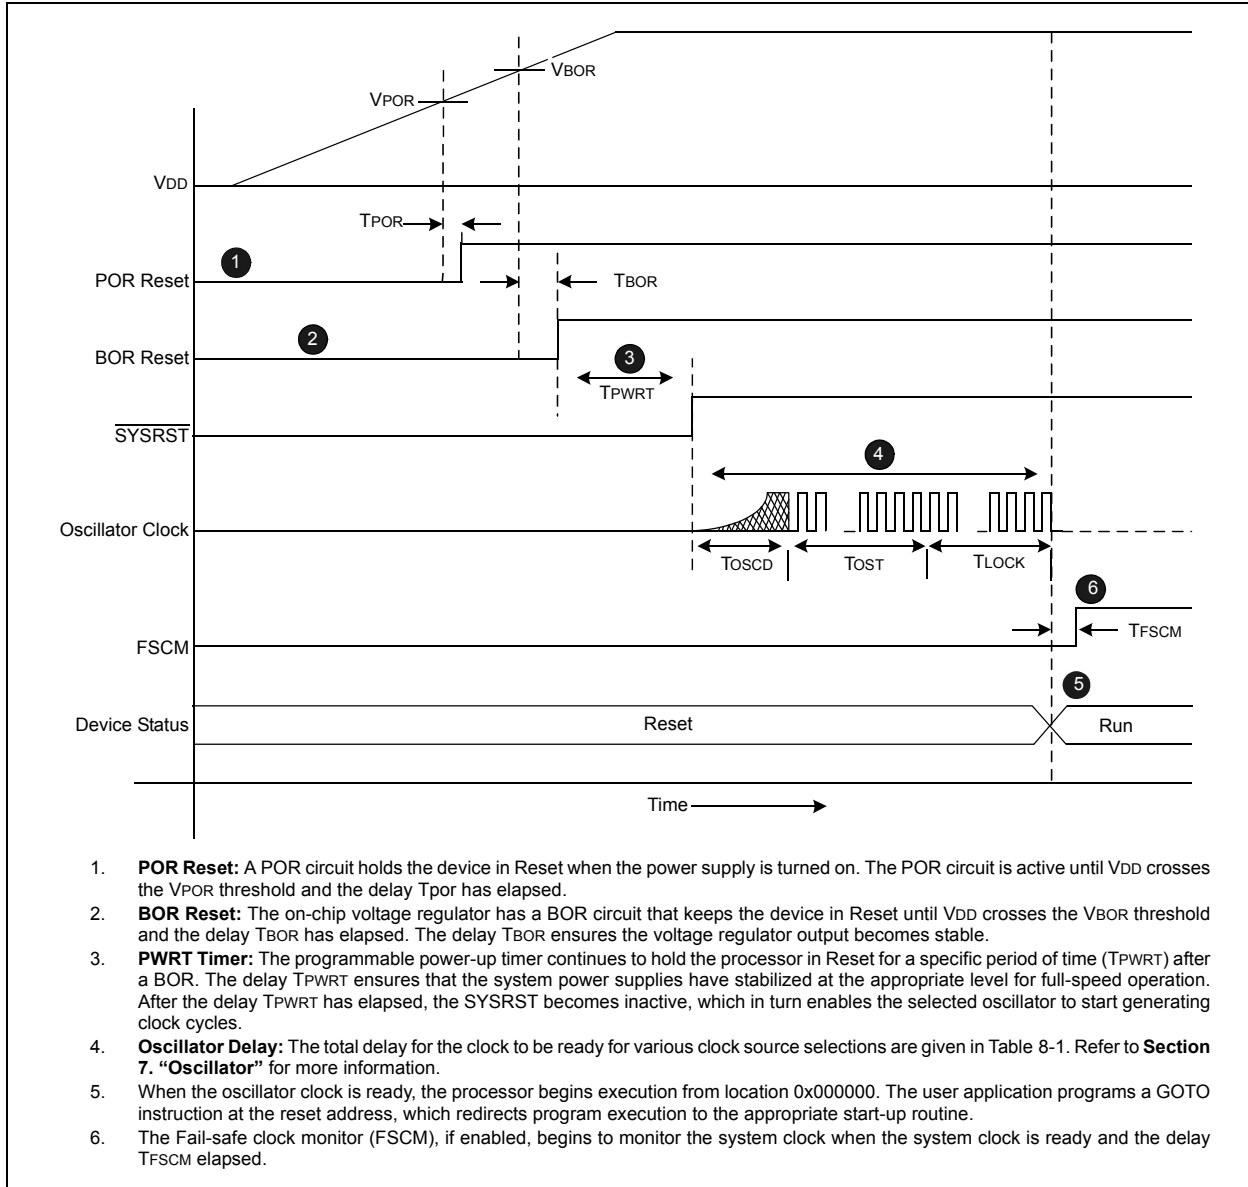 VBOR
VPOR
VDD
TPOR
1
POR Reset
TBOR
2
BOR Reset
3
TPWRT
SYSRST
4
Oscillator Clock
TOSCD
TOST
TLOCK
6
TFSCM
FSCM
5
Device Status
Reset
Run
Time
1. POR Reset: A POR circuit holds the device in Reset when the power supply is turned on. The POR circuit is active until VDD crosses
the VPOR threshold and the delay Tpor has elapsed.
2. BOR Reset: The on-chip voltage regulator has a BOR circuit that keeps the device in Reset until VDD crosses the VBOR threshold
and the delay TBOR has elapsed. The delay TBOR ensures the voltage regulator output becomes stable.
3. PWRT Timer: The programmable power-up timer continues to hold the processor in Reset for a specific period of time (TPWRT) after
a BOR. The delay TPWRT ensures that the system power supplies have stabilized at the appropriate level for full-speed operation.
After the delay TPWRT has elapsed, the SYSRST becomes inactive, which in turn enables the selected oscillator to start generating
clock cycles.
4. Oscillator Delay: The total delay for the clock to be ready for various clock source selections are given in Table 8-1. Refer to Section
7. “Oscillator” for more information.
5. When the oscillator clock is ready, the processor begins execution from location 0x000000. The user application programs a GOTO
instruction at the reset address, which redirects program execution to the appropriate start-up routine.
6. The Fail-safe clock monitor (FSCM), if enabled, begins to monitor the system clock when the system clock is ready and the delay
TFSCM elapsed.